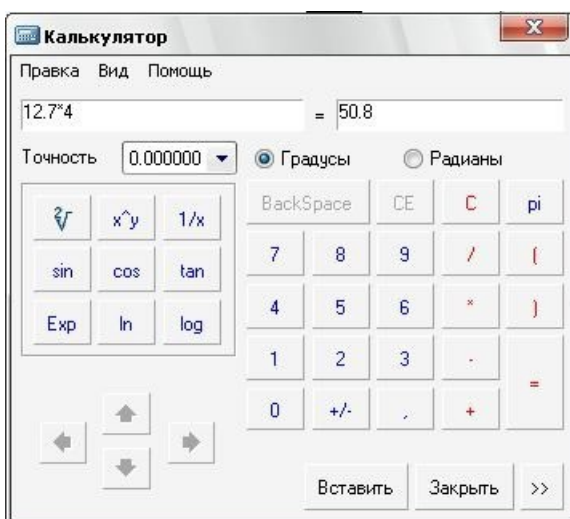 Калькулятор
Правка Вид Помощь
12.7*4 = 50.8
Точность 0.000000 Градусы Радианы
BackSpace CE C pi
²√ x^y 1/x
7 8 9 / (
sin cos tan
4 5 6 * )
Exp ln log
1 2 3 - =
0 +/- , +
Вставить Закрыть >>